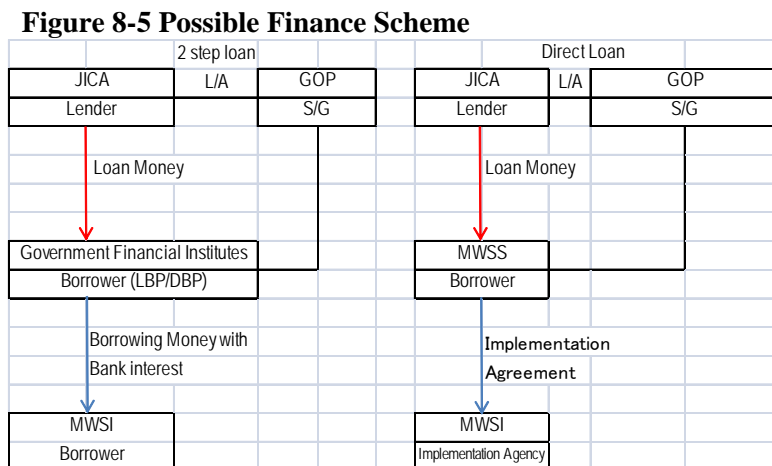 Figure 8-5 Possible Finance Scheme
2 step loan
JICA L/A GOP
Lender S/G
Loan Money
Government Financial Institutes
Borrower (LBP/DBP)
Borrowing Money with
Bank interest
MWSI
Borrower
Direct Loan
JICA L/A GOP
Lender S/G
Loan Money
MWSS
Borrower
Implementation
Agreement
MWSI
Implementation Agency